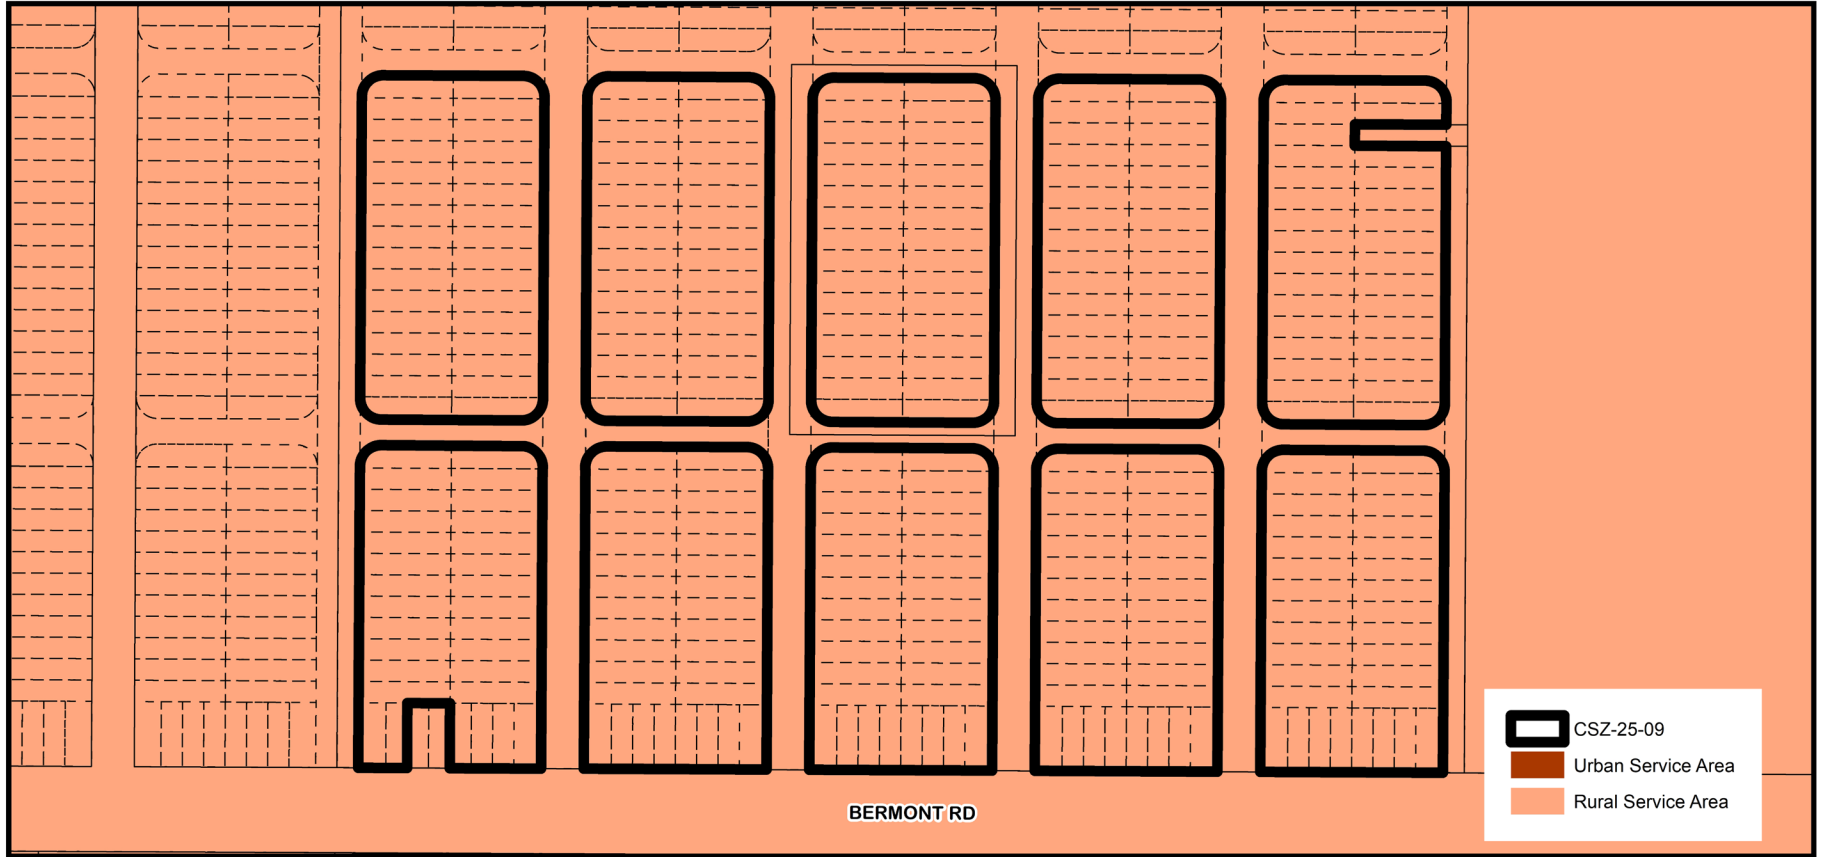 CSZ-25-09
Urban Service Area
Rural Service Area
BERMONT RD